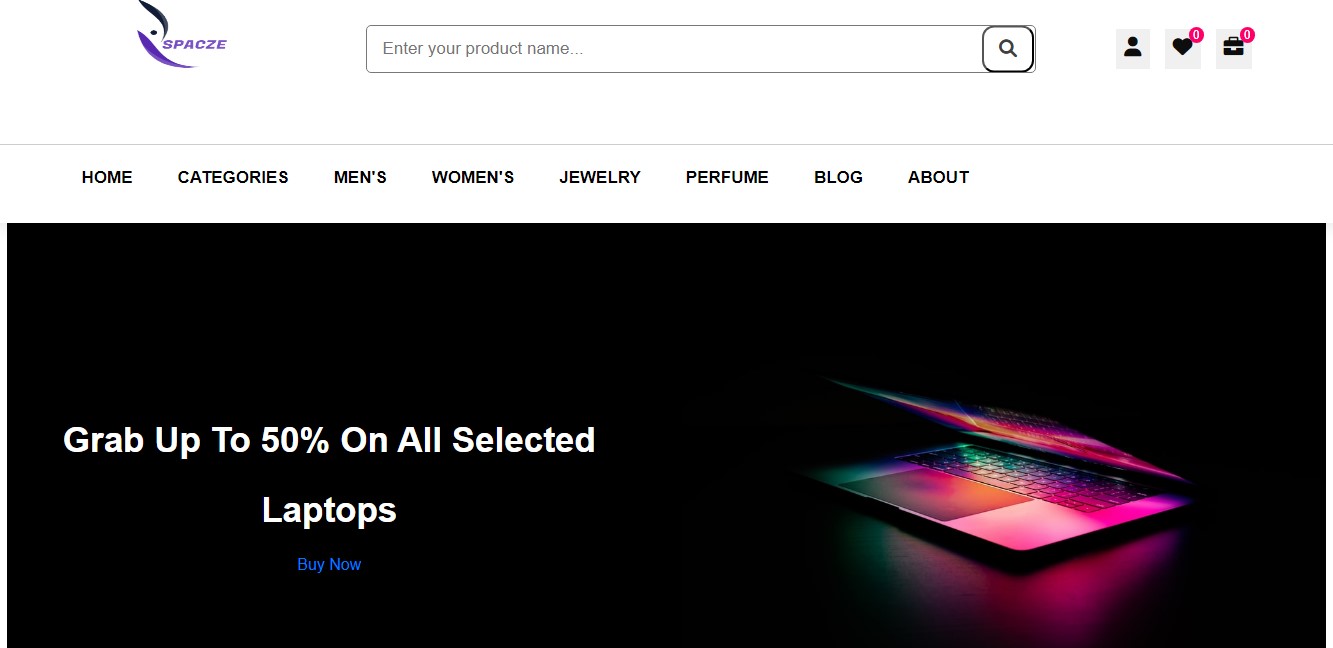 SPACZE
Enter your product name...
0
0
HOME CATEGORIES MEN'S WOMEN'S JEWELRY PERFUME BLOG ABOUT
Grab Up To 50% On All Selected
Laptops
Buy Now